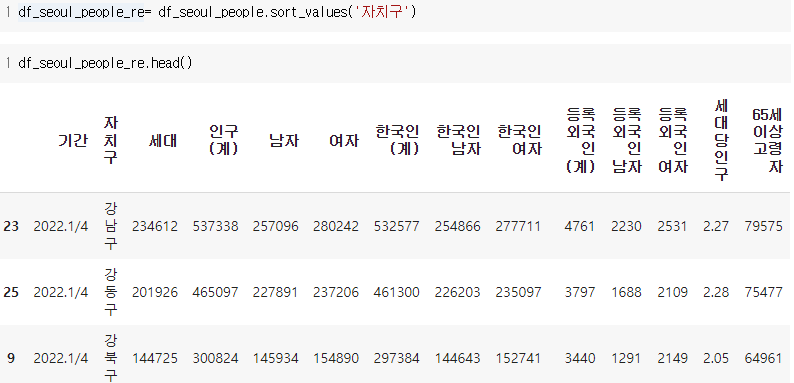 1 df_seoul_people_re= df_seoul_people.sort_values('자치구')
1 df_seoul_people_re.head()
기간 자치구 세대 인구(계) 남자 여자 한국인(계) 한국인남자 한국인여자 등록외국인(계) 등록외국인남자 등록외국인여자 세대당인구 65세이상고령자
23 2022.1/4 강남구 234612 537338 257096 280242 532577 254866 277711 4761 2230 2531 2.27 79575
25 2022.1/4 강동구 201926 465097 227891 237206 461300 226203 235097 3797 1688 2109 2.28 75477
9 2022.1/4 강북구 144725 300824 145934 154890 297384 144643 152741 3440 1291 2149 2.05 64961